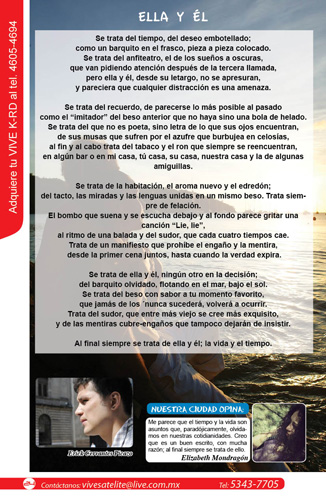 ELLA Y ÉL
Adquiere tu VIVE K-RD al tel. 4605-4694
Se trata del tiempo, del deseo embotellado;
como un barquito en el frasco, pieza a pieza colocado.
Se trata del anfiteatro, el de los sueños a oscuras,
que van pidiendo atención después de la tercera llamada,
pero ella y él, desde su letargo, no se apresuran,
y pareciera que cualquier distracción es una amenaza.
Se trata del recuerdo, de parecerse lo más posible al pasado
como el “imitador” del beso anterior que no haya sino una bola de helado.
Se trata del que no es poeta, sino letra de lo que sus ojos encuentran,
de sus musas que sufren por el azufre que burbujea en celosías,
al fin y al cabo trata del tabaco y el ron que siempre se reencuentran,
en algún bar o en mi casa, tú casa, su casa, nuestra casa y la de algunas
amiguillas.
Se trata de la habitación, el aroma nuevo y el edredón;
del tacto, las miradas y las lenguas unidas en un mismo beso. Trata siem-
pre de felación.
El bombo que suena y se escucha debajo y al fondo parece gritar una
canción “Lie, lie”,
al ritmo de una balada y del sudor, que cada cuatro tiempos cae.
Trata de un manifiesto que prohíbe el engaño y la mentira,
desde la primer cena juntos, hasta cuando la verdad expira.
Se trata de ella y él, ningún otro en la decisión;
del barquito olvidado, flotando en el mar, bajo el sol.
Se trata del beso con sabor a tu momento favorito,
que jamás de los ´nunca sucederá, volverá a ocurrir.
Trata del sudor, que entre más viejo se cree más exquisito,
y de las mentiras cubre-engaños que tampoco dejarán de insistir.
Al final siempre se trata de ella y él; la vida y el tiempo.
Erick Cervantes Picazo
NUESTRA CIUDAD OPINA:
Me parece que el tiempo y la vida son
asuntos que, paradójicamente, olvida-
mos en nuestras cotidianidades. Creo
que es un buen escrito, con mucha
razón; al final siempre se trata de ello.
Elizabeth Mondragón
Contáctanos: vivesatelite@live.com.mx
Tel: 5343-7705